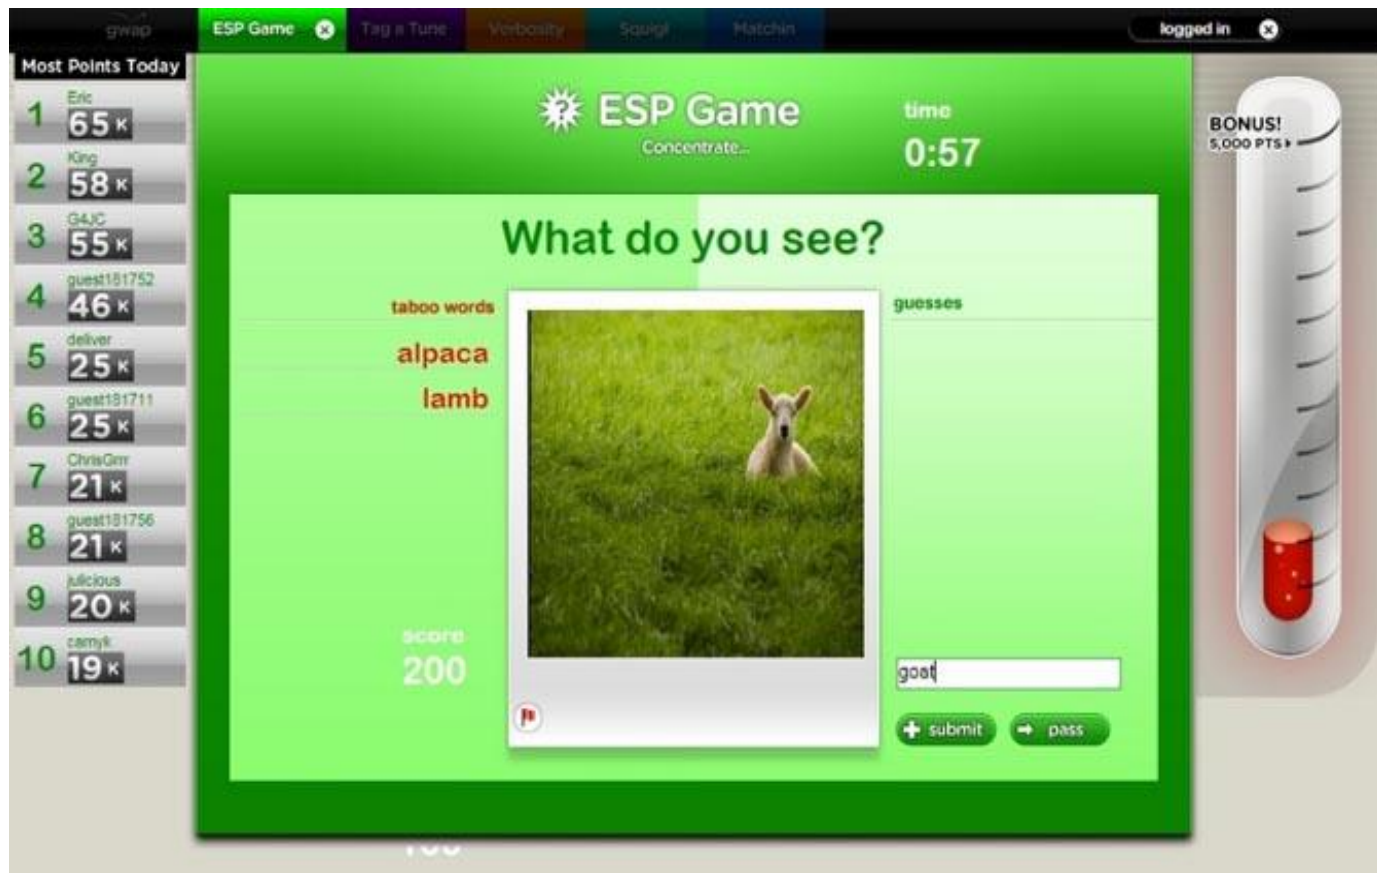 gwap
ESP Game
Tag a Tune
Verbosity
Squigl
Matchin
logged in
Most Points Today
1 Eric 65 K
2 King 58 K
3 G4JC 55 K
4 guest181752 46 K
5 deliver 25 K
6 guest181711 25 K
7 ChrisGrrr 21 K
8 guest181756 21 K
9 julicious 20 K
10 camyk 19 K
? ESP Game
Concentrate...
time
0:57
What do you see?
taboo words
alpaca
lamb
guesses
score
200
goat
submit
pass
BONUS!
5,000 PTS